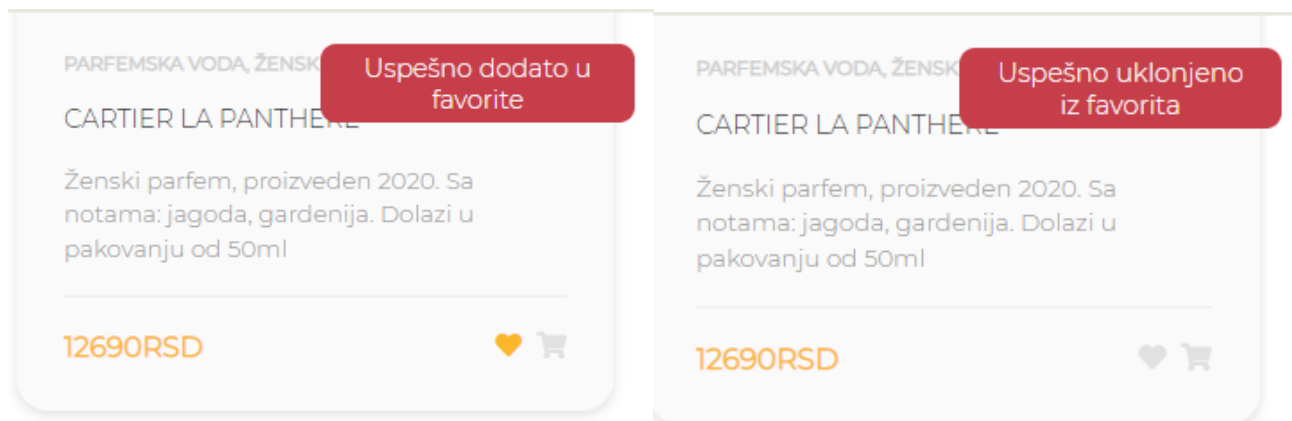 PARFEMSKA VODA, ŽENSK
Uspešno dodato u
favorite
CARTIER LA PANTHERE
Ženski parfem, proizveden 2020. Sa
notama: jagoda, gardenija. Dolazi u
pakovanju od 50ml
12690RSD
PARFEMSKA VODA, ŽENSK
Uspešno uklonjeno
iz favorita
CARTIER LA PANTHERE
Ženski parfem, proizveden 2020. Sa
notama: jagoda, gardenija. Dolazi u
pakovanju od 50ml
12690RSD